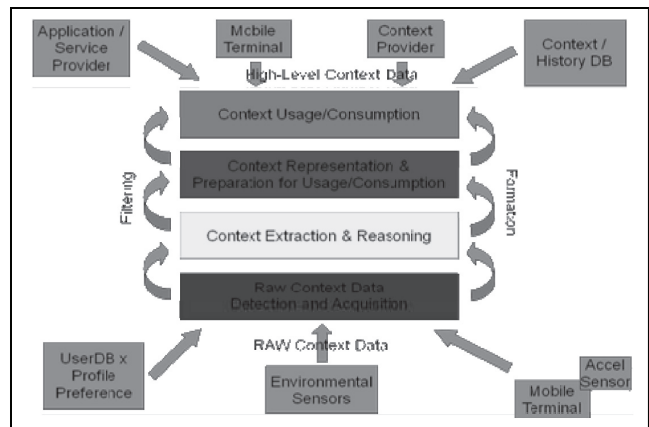 Application /
Service
Provider
Mobile
Terminal
Context
Provider
Context /
History DB
High-Level Context Data
Context Usage/Consumption
Context Representation &
Preparation for Usage/Consumption
Filtering
Formation
Context Extraction & Reasoning
Raw Context Data
Detection and Acquisition
RAW Context Data
UserDB x
Profile
Preference
Environmental
Sensors
Accel
Sensor
Mobile
Terminal